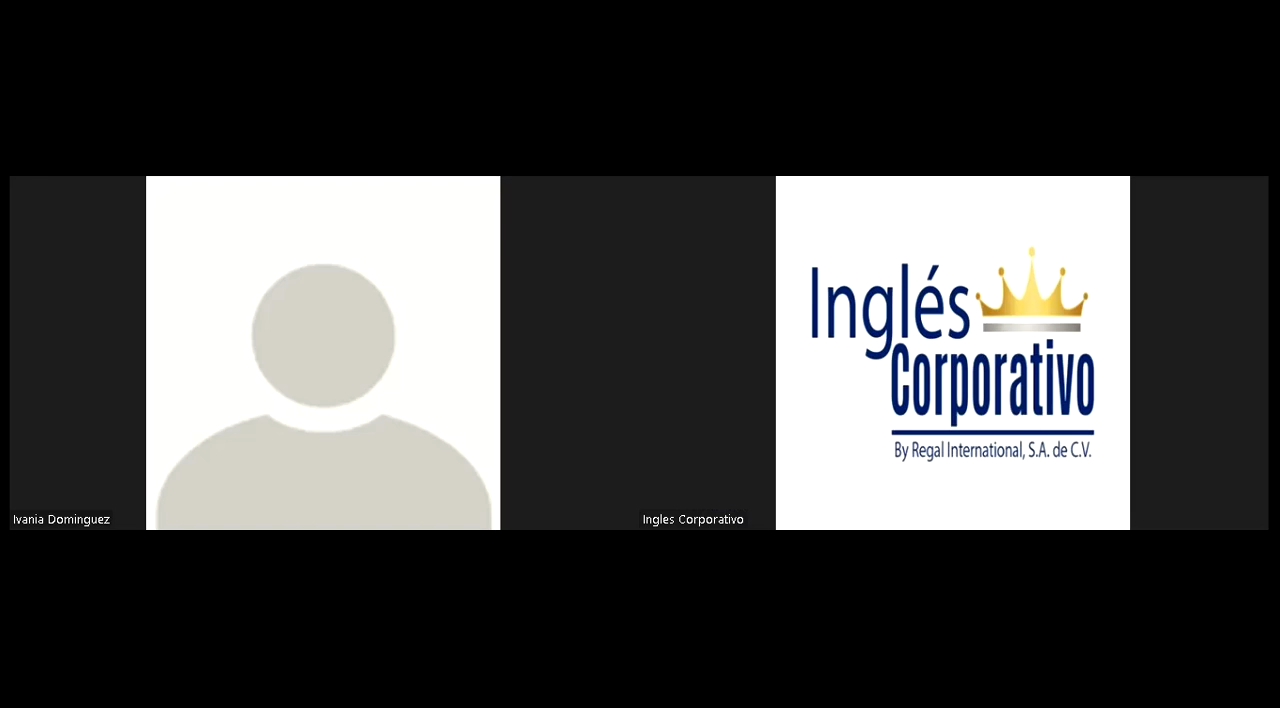 Inglés
Corporativo
By Regal International, S.A. de C.V.
Ivania Dominguez
Ingles Corporativo